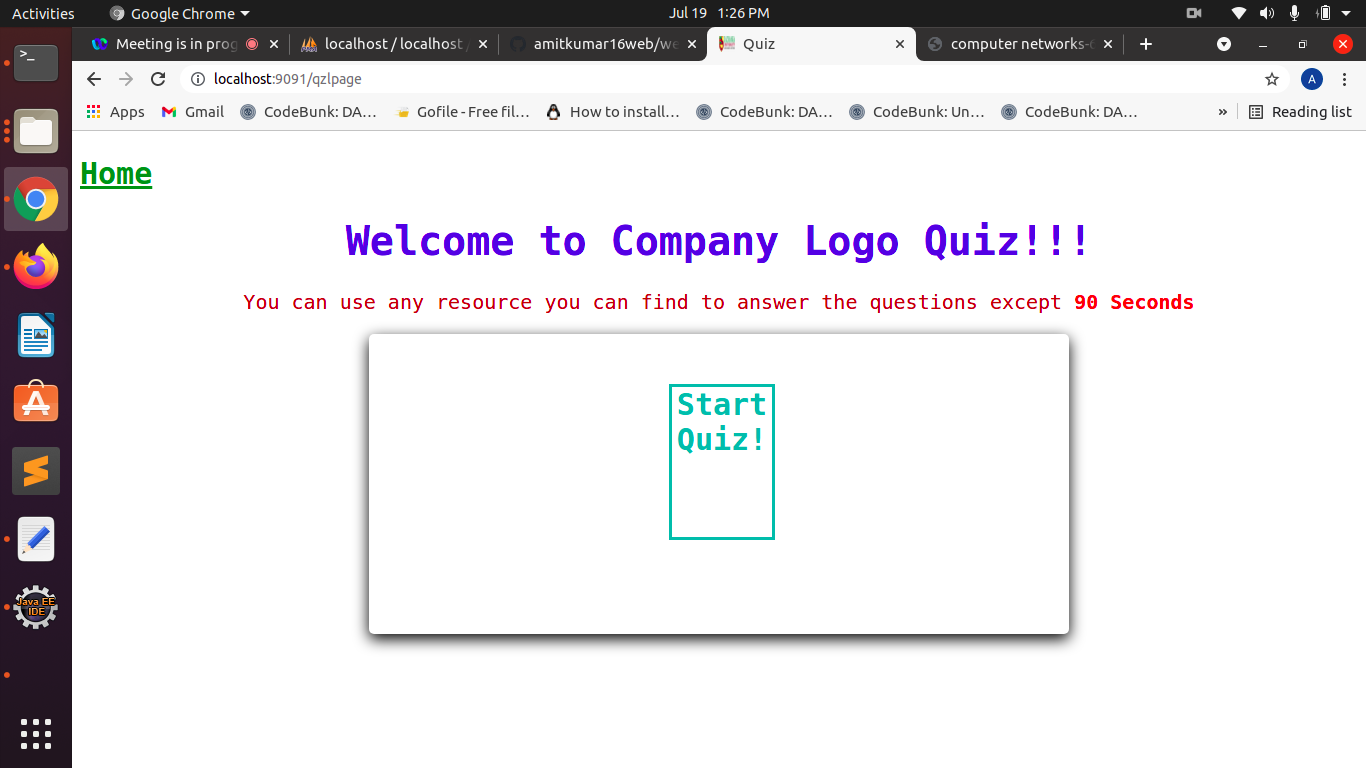 Activities
Google Chrome
Jul 19 1:26 PM
Meeting is in prog
localhost / localhost /
amitkumar16web/we
Quiz
computer networks-
localhost:9091/qzlpage
A
Apps
Gmail
CodeBunk: DA...
Gofile - Free fil...
How to install...
CodeBunk: DA...
CodeBunk: Un...
CodeBunk: DA...
»
Reading list
Home
Welcome to Company Logo Quiz!!!
You can use any resource you can find to answer the questions except 90 Seconds
Start
Quiz!
>_
Java EE
IDE